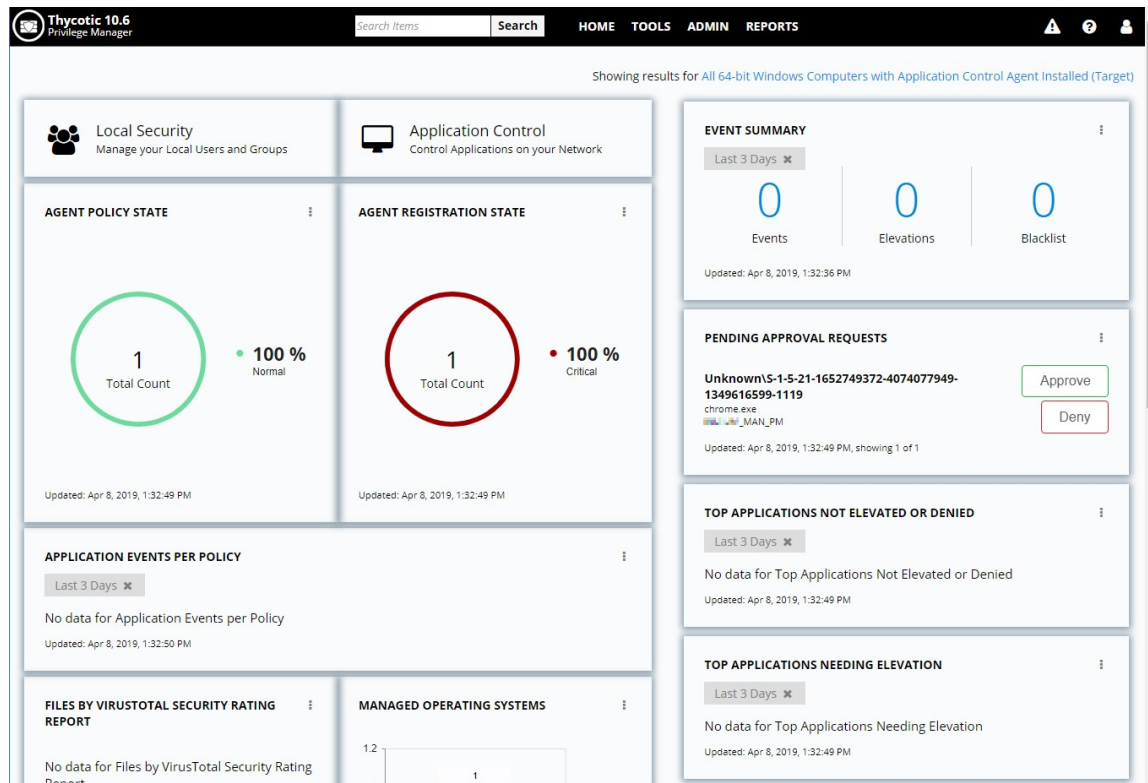 Thycotic 10.6
Privilege Manager
Search Items
Search
HOME TOOLS ADMIN REPORTS
Showing results for All 64-bit Windows Computers with Application Control Agent Installed (Target)
Local Security
Manage your Local Users and Groups
Application Control
Control Applications on your Network
AGENT POLICY STATE
1
Total Count
100 %
Normal
Updated: Apr 8, 2019, 1:32:49 PM
AGENT REGISTRATION STATE
1
Total Count
100 %
Critical
Updated: Apr 8, 2019, 1:32:49 PM
APPLICATION EVENTS PER POLICY
Last 3 Days
No data for Application Events per Policy
Updated: Apr 8, 2019, 1:32:50 PM
FILES BY VIRUSTOTAL SECURITY RATING
REPORT
No data for Files by VirusTotal Security Rating
Report
MANAGED OPERATING SYSTEMS
1.2
1
EVENT SUMMARY
Last 3 Days
0
Events
0
Elevations
0
Blacklist
Updated: Apr 8, 2019, 1:32:36 PM
PENDING APPROVAL REQUESTS
Unknown\S-1-5-21-1652749372-4074077949-
1349616599-1119
chrome.exe
_MAN_PM
Updated: Apr 8, 2019, 1:32:49 PM, showing 1 of 1
Approve
Deny
TOP APPLICATIONS NOT ELEVATED OR DENIED
Last 3 Days
No data for Top Applications Not Elevated or Denied
Updated: Apr 8, 2019, 1:32:49 PM
TOP APPLICATIONS NEEDING ELEVATION
Last 3 Days
No data for Top Applications Needing Elevation
Updated: Apr 8, 2019, 1:32:49 PM